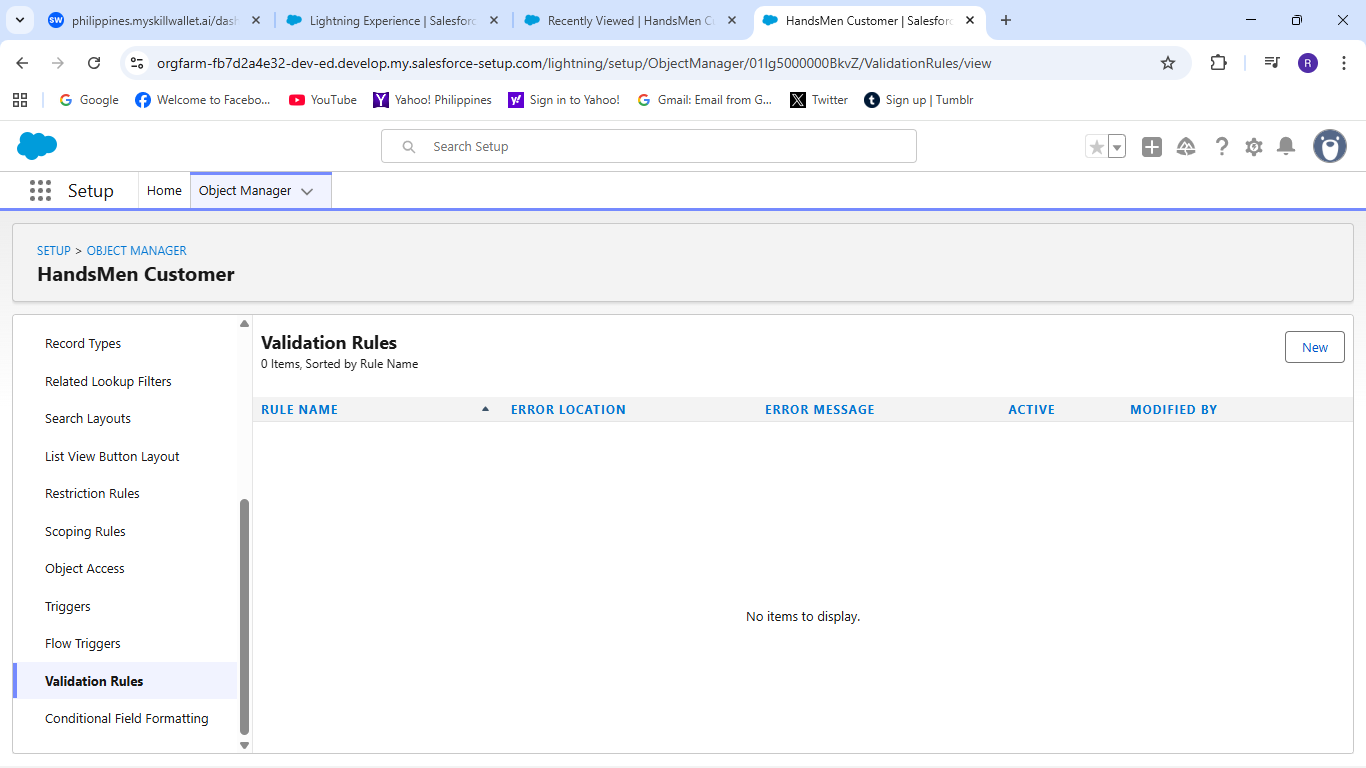 SW philippines.myskillwallet.ai/dash
Lightning Experience | Salesforc
Recently Viewed | HandsMen Cu
HandsMen Customer | Salesforc
orgfarm-fb7d2a4e32-dev-ed.develop.my.salesforce-setup.com/lightning/setup/ObjectManager/01Ig5000000BkvZ/ValidationRules/view
R
Google
Welcome to Facebo...
YouTube
Yahoo! Philippines
Sign in to Yahoo!
Gmail: Email from G...
Twitter
Sign up | Tumblr
Search Setup
Setup
Home
Object Manager
SETUP > OBJECT MANAGER
HandsMen Customer
Record Types
Related Lookup Filters
Search Layouts
List View Button Layout
Restriction Rules
Scoping Rules
Object Access
Triggers
Flow Triggers
Validation Rules
Conditional Field Formatting
Validation Rules
0 Items, Sorted by Rule Name
New
RULE NAME
ERROR LOCATION
ERROR MESSAGE
ACTIVE
MODIFIED BY
No items to display.